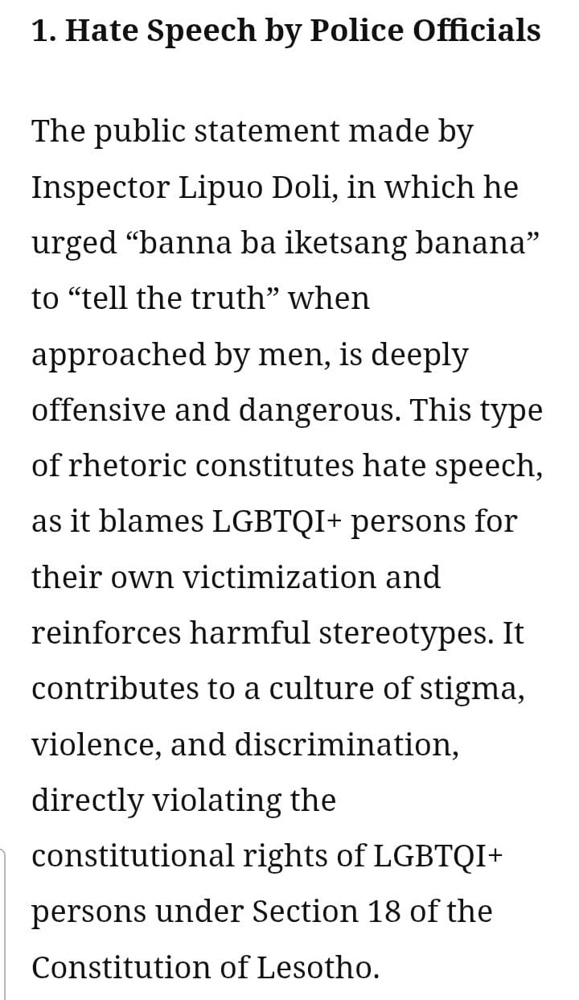 1. Hate Speech by Police Officials
The public statement made by
Inspector Lipuo Doli, in which he
urged “banna ba iketsang banana”
to “tell the truth” when
approached by men, is deeply
offensive and dangerous. This type
of rhetoric constitutes hate speech,
as it blames LGBTQI+ persons for
their own victimization and
reinforces harmful stereotypes. It
contributes to a culture of stigma,
violence, and discrimination,
directly violating the
constitutional rights of LGBTQI+
persons under Section 18 of the
Constitution of Lesotho.